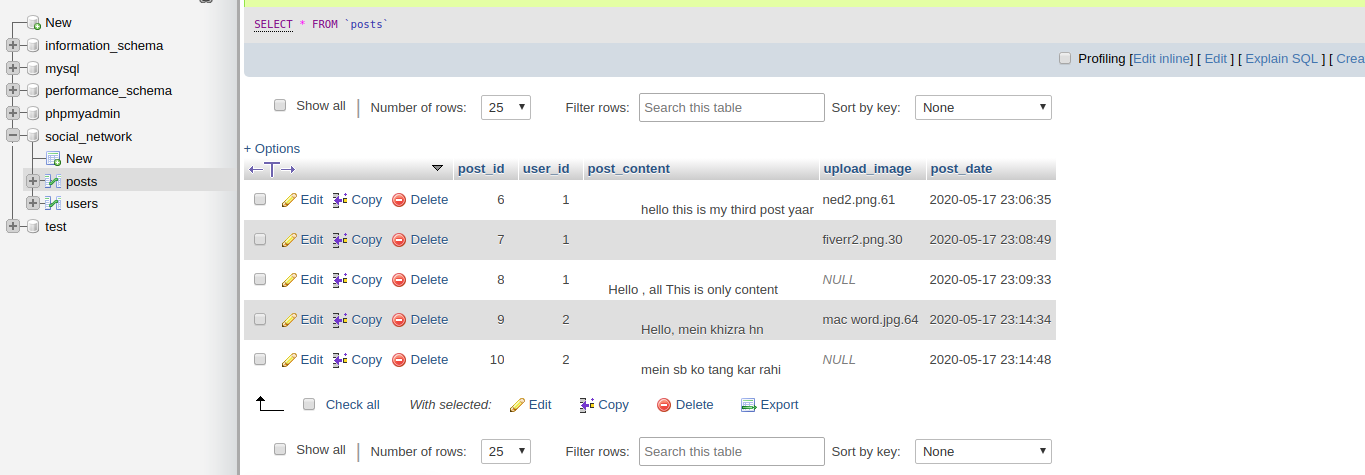 New
information_schema
mysql
performance_schema
phpmyadmin
social_network
New
posts
users
test
SELECT * FROM `posts`
Profiling [Edit inline] [ Edit ] [ Explain SQL ] [ Crea
Show all Number of rows: 25 Filter rows: Search this table Sort by key: None
+ Options
post_id user_id post_content upload_image post_date
Edit Copy Delete 6 1 hello this is my third post yaar ned2.png.61 2020-05-17 23:06:35
Edit Copy Delete 7 1 fiverr2.png.30 2020-05-17 23:08:49
Edit Copy Delete 8 1 Hello , all This is only content NULL 2020-05-17 23:09:33
Edit Copy Delete 9 2 Hello, mein khizra hn mac word.jpg.64 2020-05-17 23:14:34
Edit Copy Delete 10 2 mein sb ko tang kar rahi NULL 2020-05-17 23:14:48
Check all With selected: Edit Copy Delete Export
Show all Number of rows: 25 Filter rows: Search this table Sort by key: None